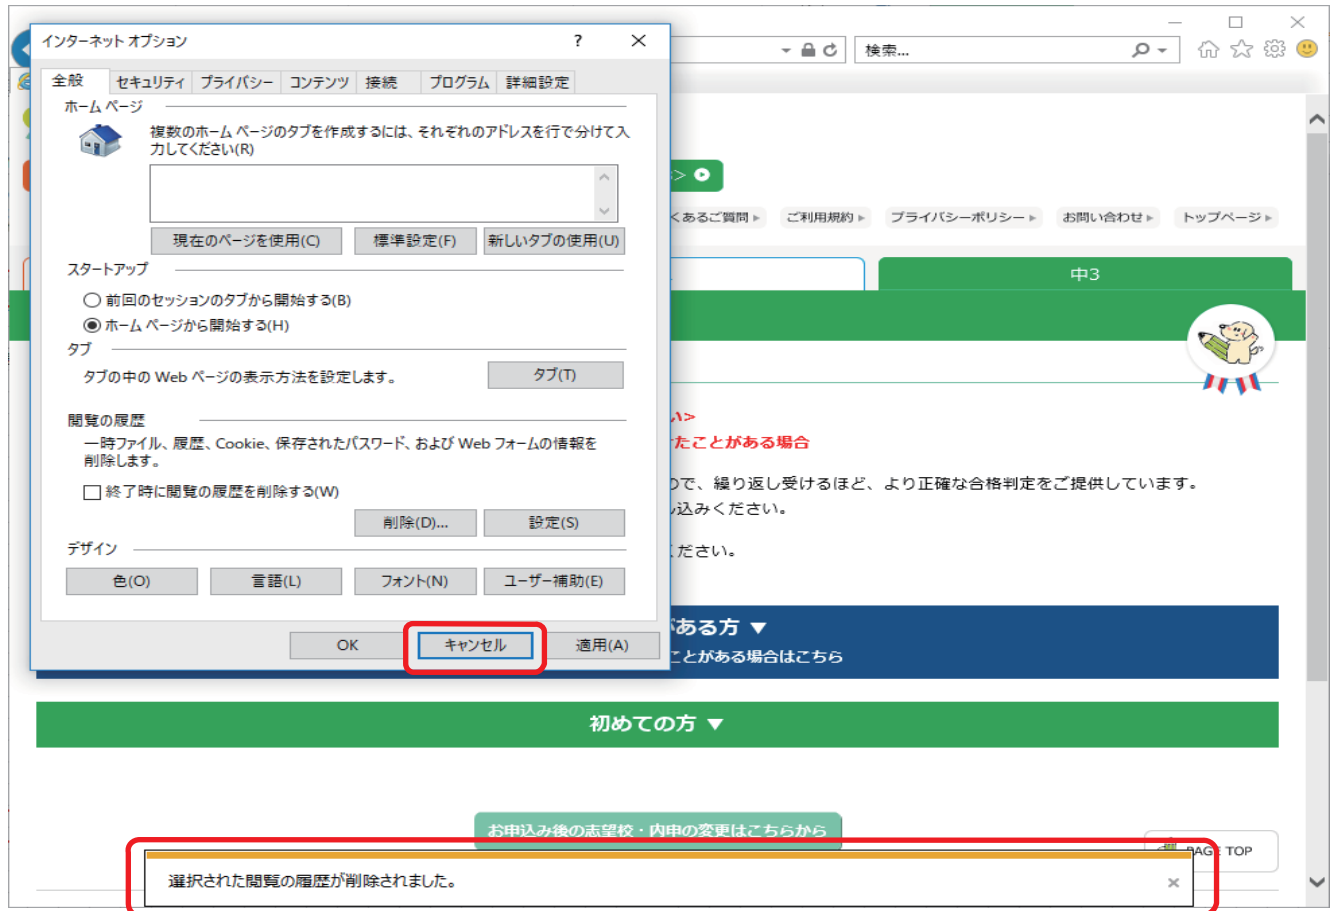 インターネット オプション
?
全般 セキュリティ プライバシー コンテンツ 接続 プログラム 詳細設定
ホーム ページ
複数のホーム ページのタブを作成するには、それぞれのアドレスを行で分けて入
力してください(R)
現在のページを使用(C) 標準設定(F) 新しいタブの使用(U)
スタートアップ
前回のセッションのタブから開始する(B)
ホーム ページから開始する(H)
タブ
タブの中の Web ページの表示方法を設定します。
タブ(T)
閲覧の履歴
一時ファイル、履歴、Cookie、保存されたパスワード、および Web フォームの情報を
削除します。
終了時に閲覧の履歴を削除する(W)
削除(D)... 設定(S)
デザイン
色(O) 言語(L) フォント(N) ユーザー補助(E)
OK キャンセル 適用(A)
検索...
くあるご質問 ご利用規約 プライバシーポリシー お問い合わせ トップページ
中3
い>
たことがある場合
ので、繰り返し受けるほど、より正確な合格判定をご提供しています。
し込みください。
ください。
がある方 ▼
ことがある場合はこちら
初めての方 ▼
お申込み後の志望校・内申の変更はこちらから
PAGE TOP
選択された閲覧の履歴が削除されました。